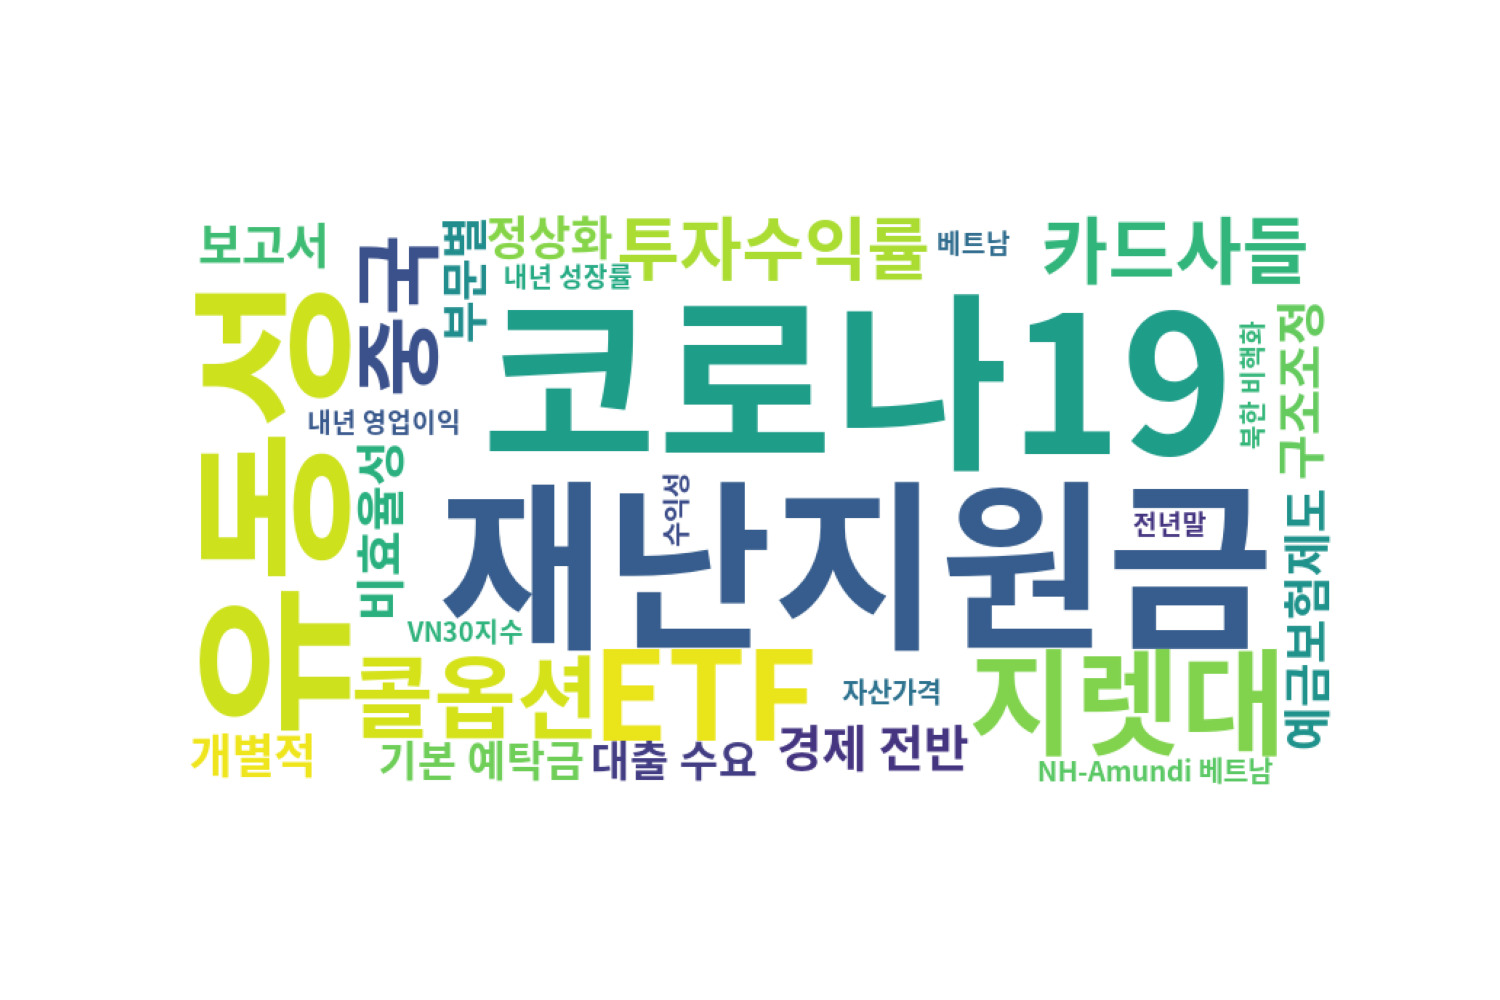 보고서
중국
부문별
정상화
투자수익률
베트남
카드사들
내년 성장률
유동성
코로나19
북한 비핵화
구조조정
내년 영업이익
비효율성
수익성
재난지원금
전년말
예금보험제도
VN30지수
콜옵션
ETF
자산가격
지렛대
개별적
기본 예탁금
대출 수요
경제 전반
NH-Amundi 베트남